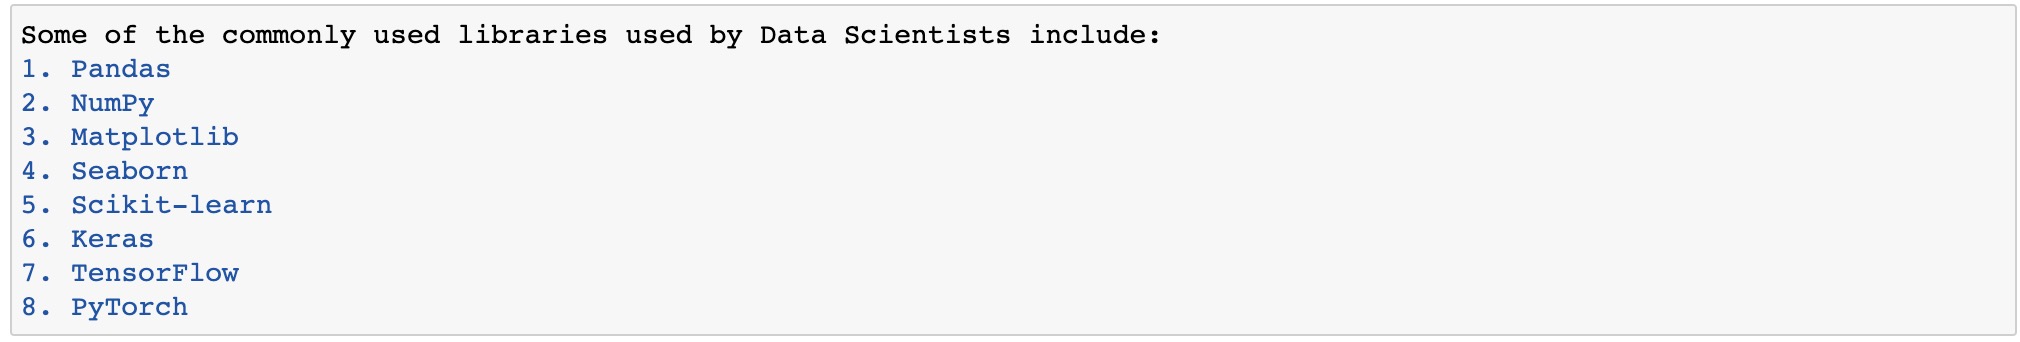 Some of the commonly used libraries used by Data Scientists include:
1. Pandas
2. NumPy
3. Matplotlib
4. Seaborn
5. Scikit-learn
6. Keras
7. TensorFlow
8. PyTorch